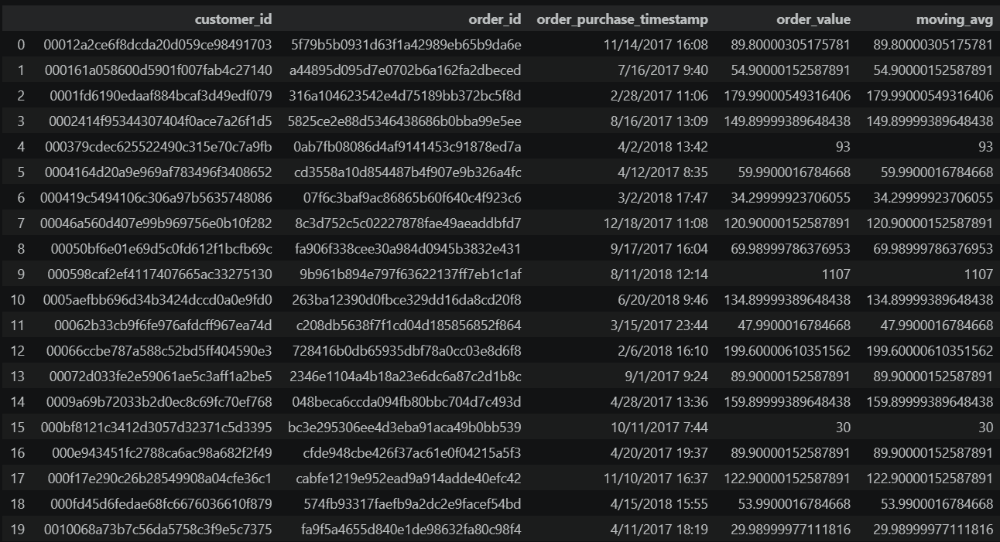 customer_id order_id order_purchase_timestamp order_value moving_avg
0 00012a2ce6f8dcda20d059ce98491703 5f79b5b0931d63f1a42989eb65b9da6e 11/14/2017 16:08 89.80000305175781 89.80000305175781
1 000161a058600d5901f007fab4c27140 a44895d095d7e0702b6a162fa2dbeced 7/16/2017 9:40 54.900001525878​91 54.90000152587891
2 0001fd6190edaaf884bcaf3d49edf079 316a104623542e4d75189bb372bc5f8d 2/28/2017 11:06 179.99000549316406 179.99000549316406
3 0002414f95344307404f0ace7a26f1d5 5825ce2e88d5346438686b0bba99e5ee 8/16/2017 13:09 149.89999389648438 149.89999389648438
4 000379cdec625522490c315e70c7a9fb 0ab7fb08086d4af9141453c91878ed7a 4/2/2018 13:42 93 93
5 0004164d20a9e969af783496f3408652 cd3558a10d854487b4f907e9b326a4fc 4/12/2017 8:35 59.9900016784668 59.9900016784668
6 000419c5494106c306a97b5635748086 07f6c3baf9ac86865b60f640c4f923c6 3/2/2018 17:47 34.29999923706055 34.29999923706055
7 00046a560d407e99b969756e0b10f282 8c3d752c5c02227878fae49aeaddbfd7 12/18/2017 11:08 120.90000152587891 120.90000152587891
8 00050bf6e01e69d5c0fd612f1bcfb69c fa906f338cee30a984d0945b3832e431 9/17/2017 16:04 69.98999786376953 69.98999786376953
9 000598caf2ef4117407665ac33275130 9b961b894e797f63622137ff7eb1c1af 8/11/2018 12:14 1107 1107
10 0005aefbb696d34b3424dccd0a0e9fd0 263ba12390d0fbce329dd16da8cd20f8 6/20/2018 9:46 134.89999389648438 134.89999389648438
11 00062b33cb9f6fe976afdcff967ea74d c208db5638f7f1cd04d185856852f864 3/15/2017 23:44 47.9900016784668 47.9900016784668
12 00066ccbe787a588c52bd5ff404590e3 728416b0db65935dbf78a0cc03e8d6f8 2/6/2018 16:10 199.60000610351562 199.60000610351562
13 00072d033fe2e59061ae5c3aff1a2be5 2346e1104a4b18a23e6dc6a87c2d1b8c 9/1/2017 9:24 89.90000152587891 89.90000152587891
14 0009a69b72033b2d0ec8c69fc70ef768 048beca6ccda094fb80bbc704d7c493d 4/28/2017 13:36 159.89999389648438 159.89999389648438
15 000bf8121c3412d3057d32371c5d3395 bc3e295306ee4d3eba91aca49b0bb539 10/11/2017 7:44 30 30
16 000e943451fc2788ca6ac98a682f2f49 cfde948cbe426f37ac61e0f04215a5f3 4/20/2017 19:37 89.90000152587891 89.90000152587891
17 000f17e290c26b28549908a04cfe36c1 cabfe1219e952ead9a914adde40efc42 11/10/2017 16:37 122.90000152587891 122.90000152587891
18 000fd45d6fedae68fc6676036610f879 574fb93317faefb9a2dc2e9facef54bd 4/15/2018 15:55 53.9900016784668 53.9900016784668
19 0010068a73b7c56da5758c3f9e5c7375 fa9f5a4655d840e1de98632fa80c98f4 4/11/2017 18:19 29.98999977111816 29.98999977111816